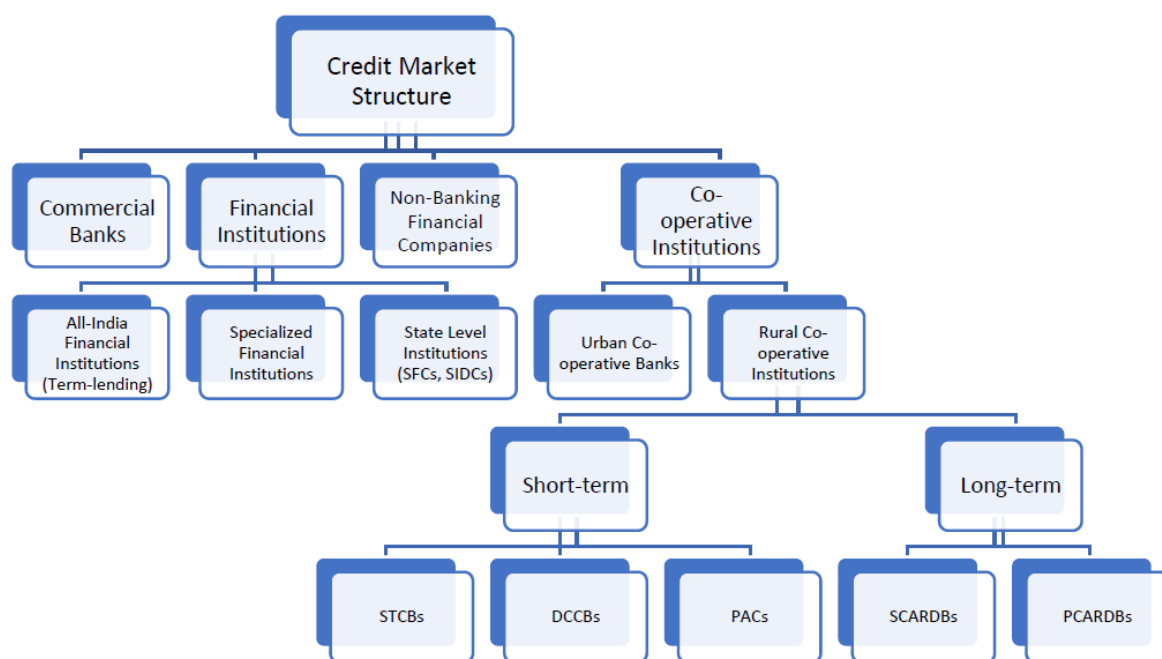 Credit Market
Structure
Commercial
Banks
Financial
Institutions
Non-Banking
Financial
Companies
Co-
operative
Institutions
All-India
Financial
Institutions
(Term-lending)
Specialized
Financial
Institutions
State Level
Institutions
(SFCs, SIDCs)
Urban Co-
operative Banks
Rural Co-
operative
Institutions
Short-term
Long-term
STCBs
DCCBs
PACs
SCARDBs
PCARDBs